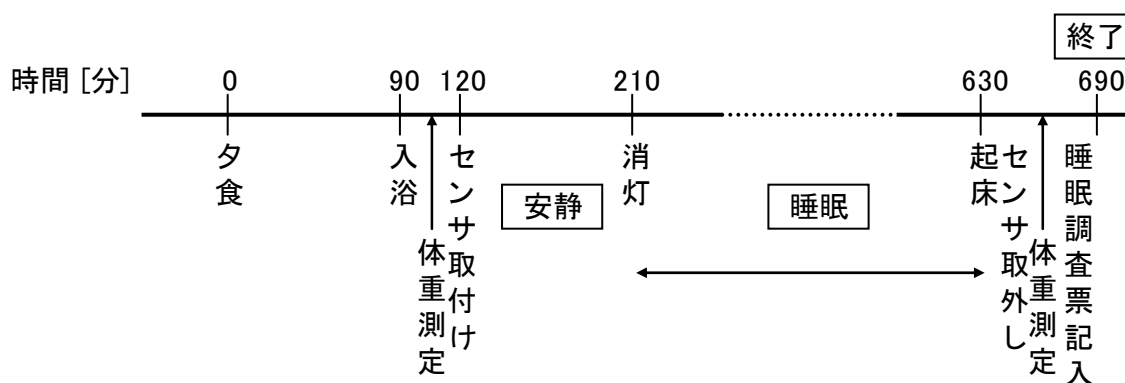 終了
時間 [分]
0
90
120
210
630
690
夕食
入浴
体重測定
センサ取付け
安静
消灯
睡眠
起床
センサ取外し
体重測定
睡眠調査票記入